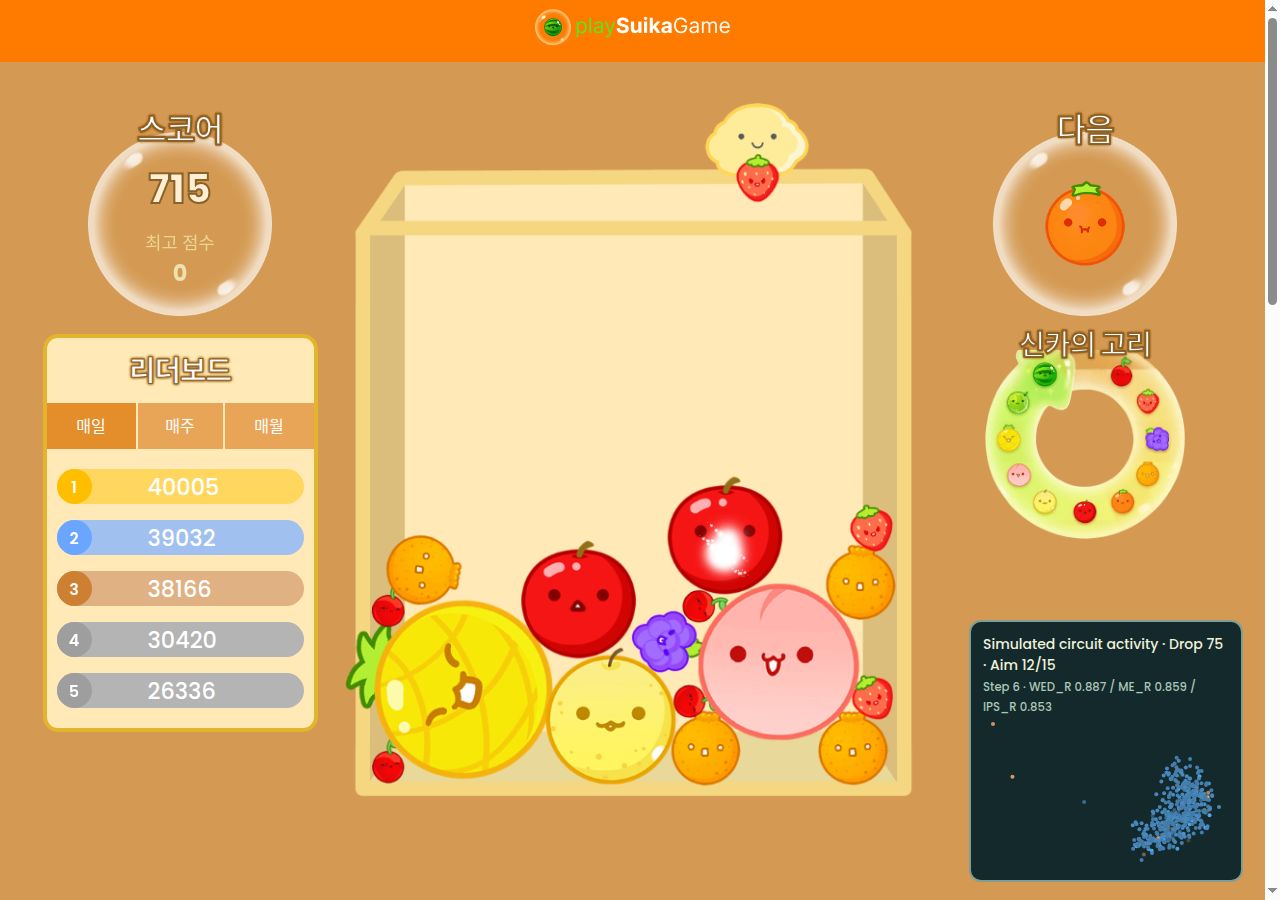 playSuikaGame
스코어
715
최고 점수
0
다음
신카의 고리
리더보드
매일 매주 매월
1 40005
2 39032
3 38166
4 30420
5 26336
Simulated circuit activity · Drop 75
· Aim 12/15
Step 6 · WED_R 0.887 / ME_R 0.859 /
IPS_R 0.853